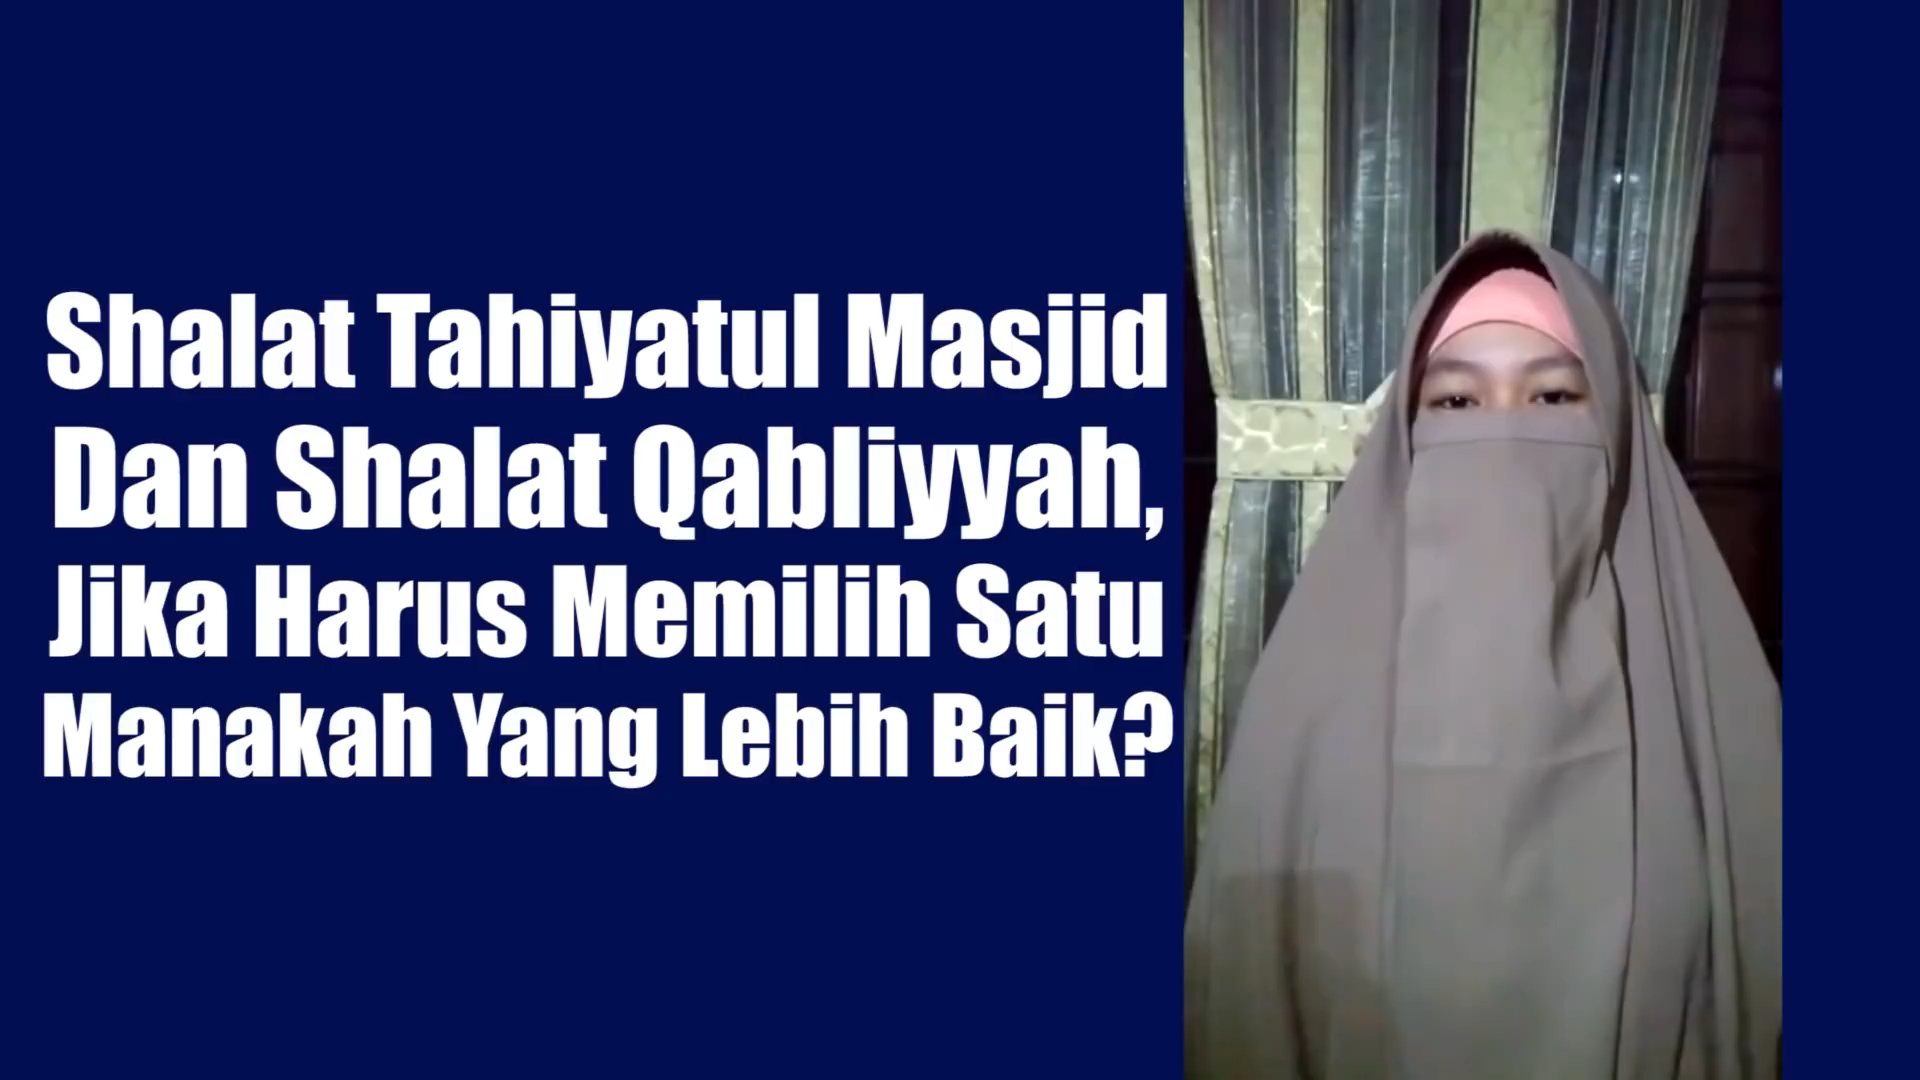 Shalat Tahiyatul Masjid
Dan Shalat Qabliyyah,
Jika Harus Memilih Satu
Manakah Yang Lebih Baik?